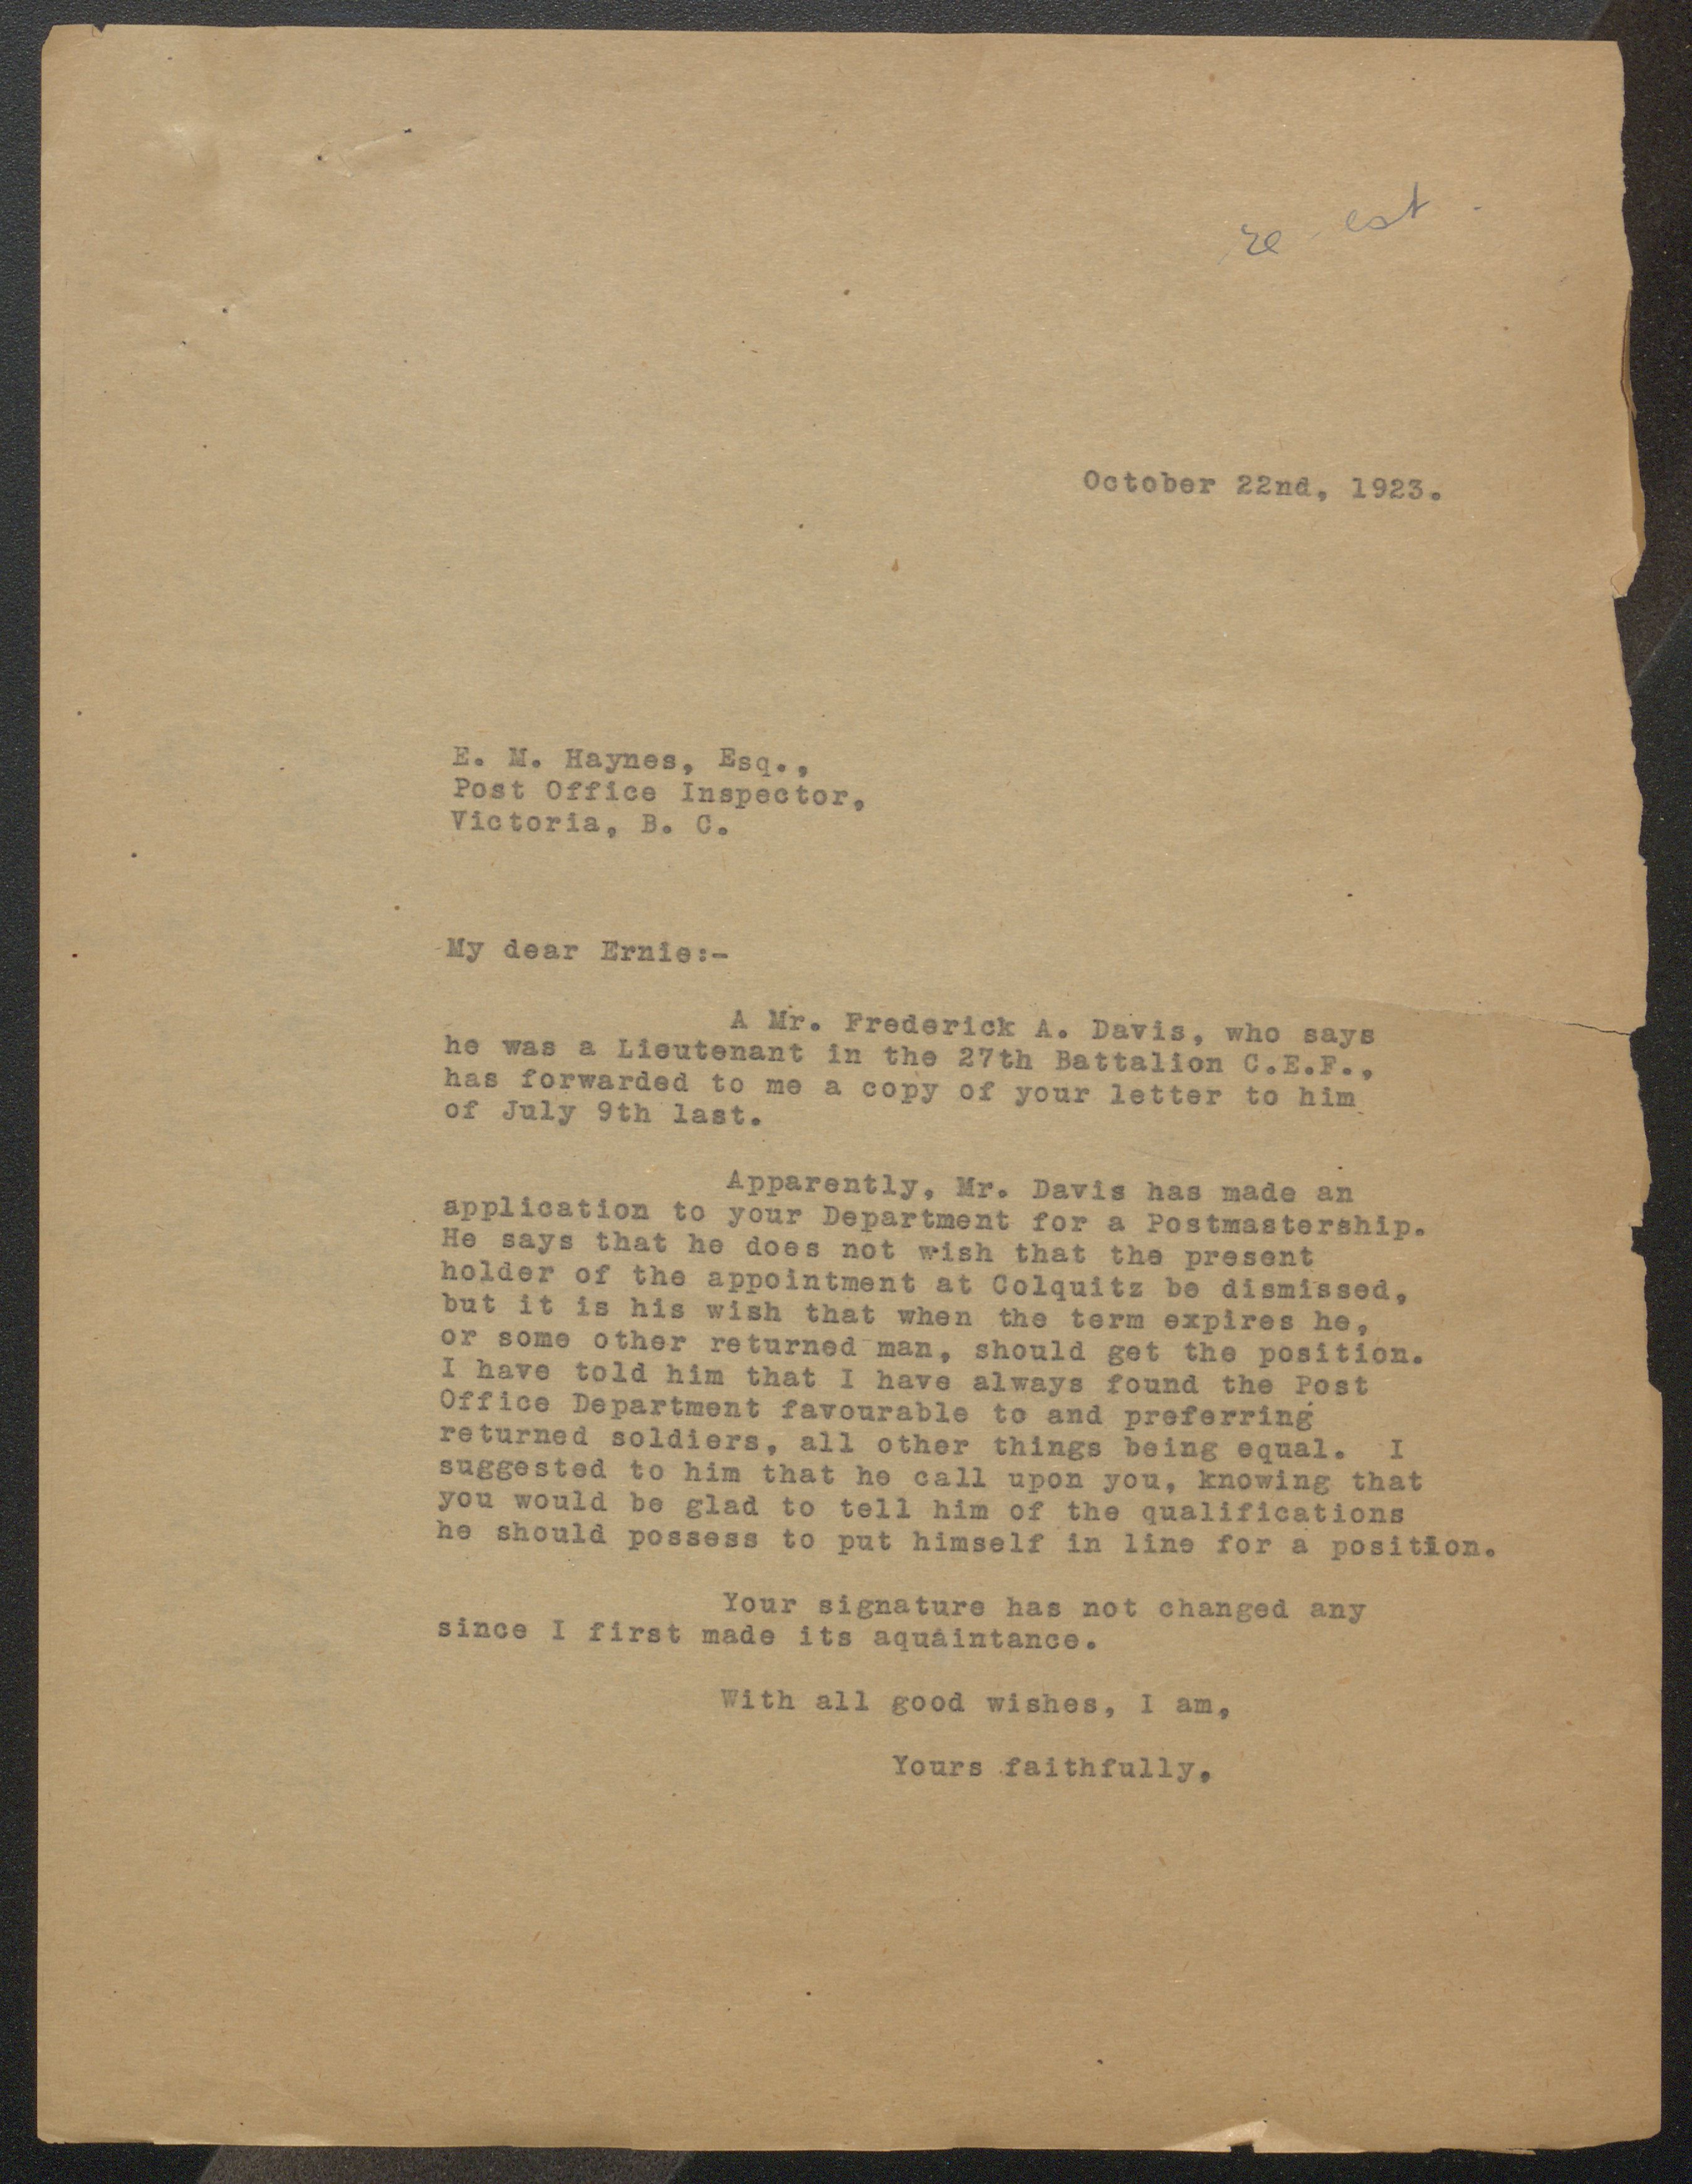 re est
October 22nd, 1923.
E. M. Haynes, Esq.,
Post Office Inspector,
Victoria, B. C.
My dear Ernie:-
A Mr. Frederick A. Davis, who says
he was a Lieutenant in the 27th Battalion C.E.F.,
has forwarded to me a copy of your letter to him
of July 9th last.
Apparently, Mr. Davis has made an
application to your Department for a Postmastership.
He says that he does not wish that the present
holder of the appointment at Colquitz be dismissed,
but it is his wish that when the term expires he,
or some other returned man, should get the position.
I have told him that I have always found the Post
Office Department favourable to and preferring
returned soldiers, all other things being equal. I
suggested to him that he call upon you, knowing that
you would be glad to tell him of the qualifications
he should possess to put himself in line for a position.
Your signature has not changed any
since I first made its aquaintance.
With all good wishes, I am,
Yours faithfully,